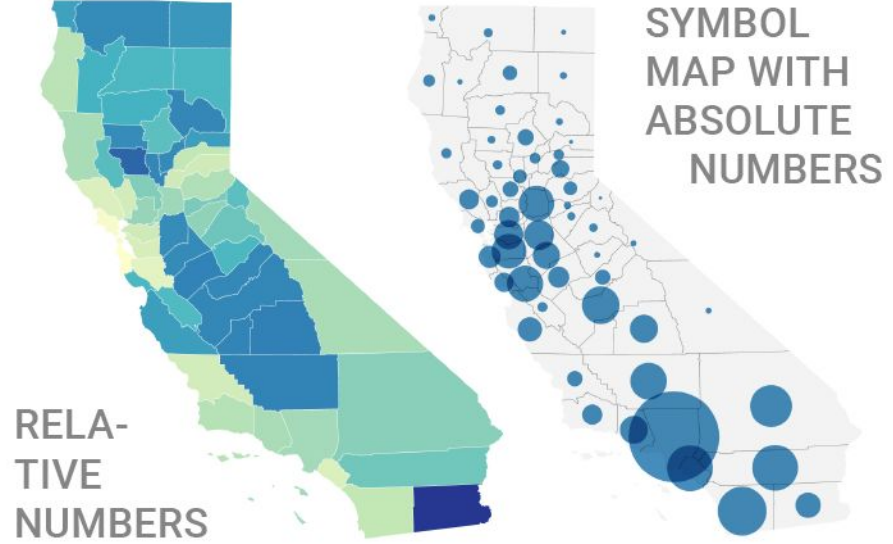 SYMBOL
MAP WITH
ABSOLUTE
NUMBERS
RELA-
TIVE
NUMBERS